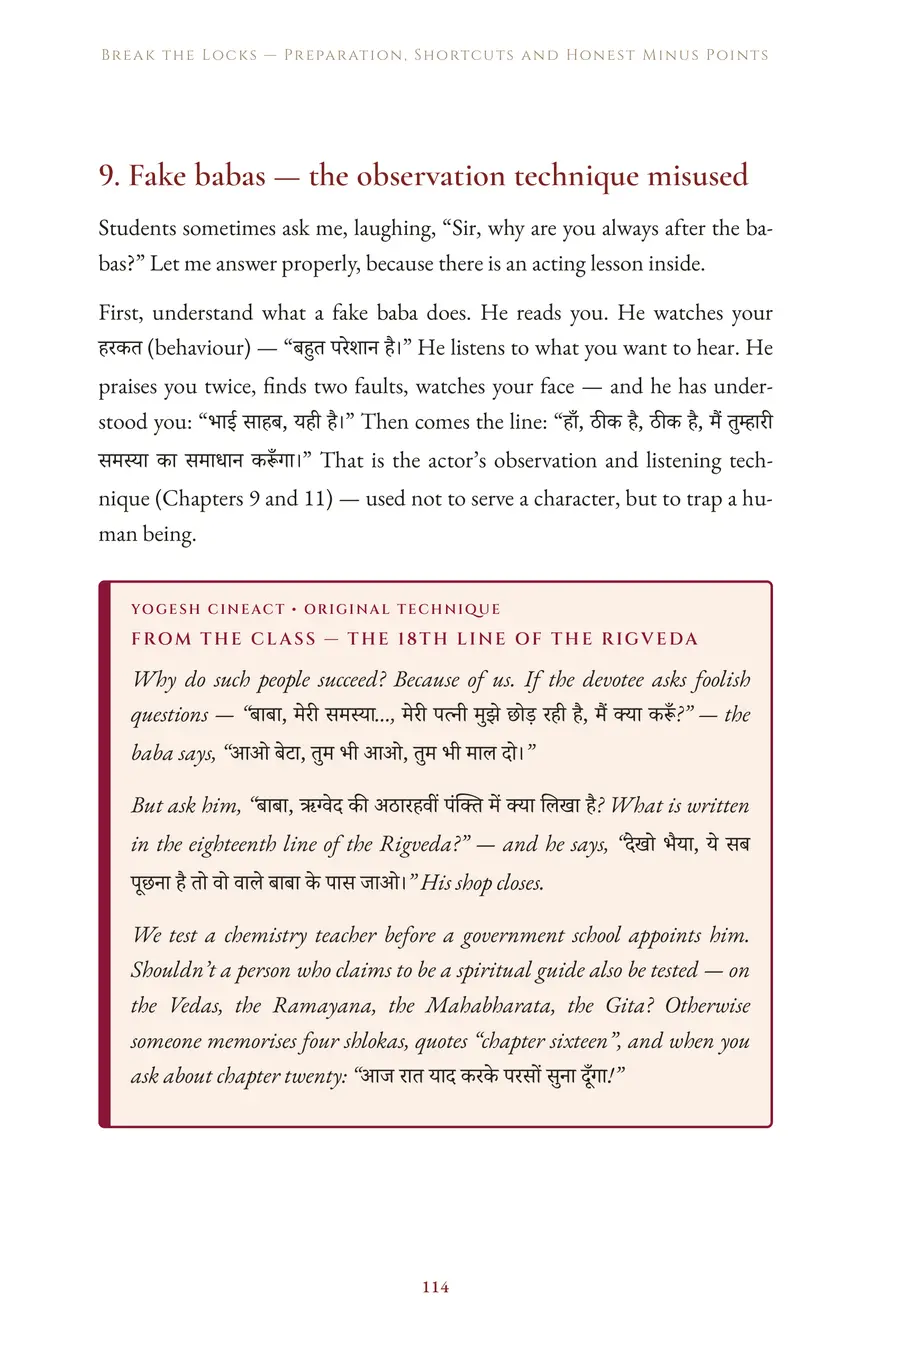 BREAK THE LOCKS — PREPARATION, SHORTCUTS AND HONEST MINUS POINTS
9. Fake babas — the observation technique misused
Students sometimes ask me, laughing, “Sir, why are you always after the ba-
bas?” Let me answer properly, because there is an acting lesson inside.
First, understand what a fake baba does. He reads you. He watches your
हरकत (behaviour) — “बहुत परेशान है।” He listens to what you want to hear. He
praises you twice, finds two faults, watches your face — and he has under-
stood you: “भाई साहब, यही है।” Then comes the line: “हाँ, ठीक है, ठीक है, मैं तुम्हारी
समस्या का समाधान करूँगा।” That is the actor’s observation and listening tech-
nique (Chapters 9 and 11) — used not to serve a character, but to trap a hu-
man being.
YOGESH CINEACT • ORIGINAL TECHNIQUE
FROM THE CLASS — THE 18TH LINE OF THE RIGVEDA
Why do such people succeed? Because of us. If the devotee asks foolish
questions — “बाबा, मेरी समस्या…, मेरी पत्नी मुझे छोड़ रही है, मैं क्या करूँ?” — the
baba says, “आओ बेटा, तुम भी आओ, तुम भी माल दो।”
But ask him, “बाबा, ऋग्वेद की अठारहवीं पंक्ति में क्या लिखा है? What is written
in the eighteenth line of the Rigveda?” — and he says, “देखो भैया, ये सब
पूछना है तो वो वाले बाबा के पास जाओ।” His shop closes.
We test a chemistry teacher before a government school appoints him.
Shouldn’t a person who claims to be a spiritual guide also be tested — on
the Vedas, the Ramayana, the Mahabharata, the Gita? Otherwise
someone memorises four shlokas, quotes “chapter sixteen”, and when you
ask about chapter twenty: “आज रात याद करके परसों सुना दूँगा!”
114